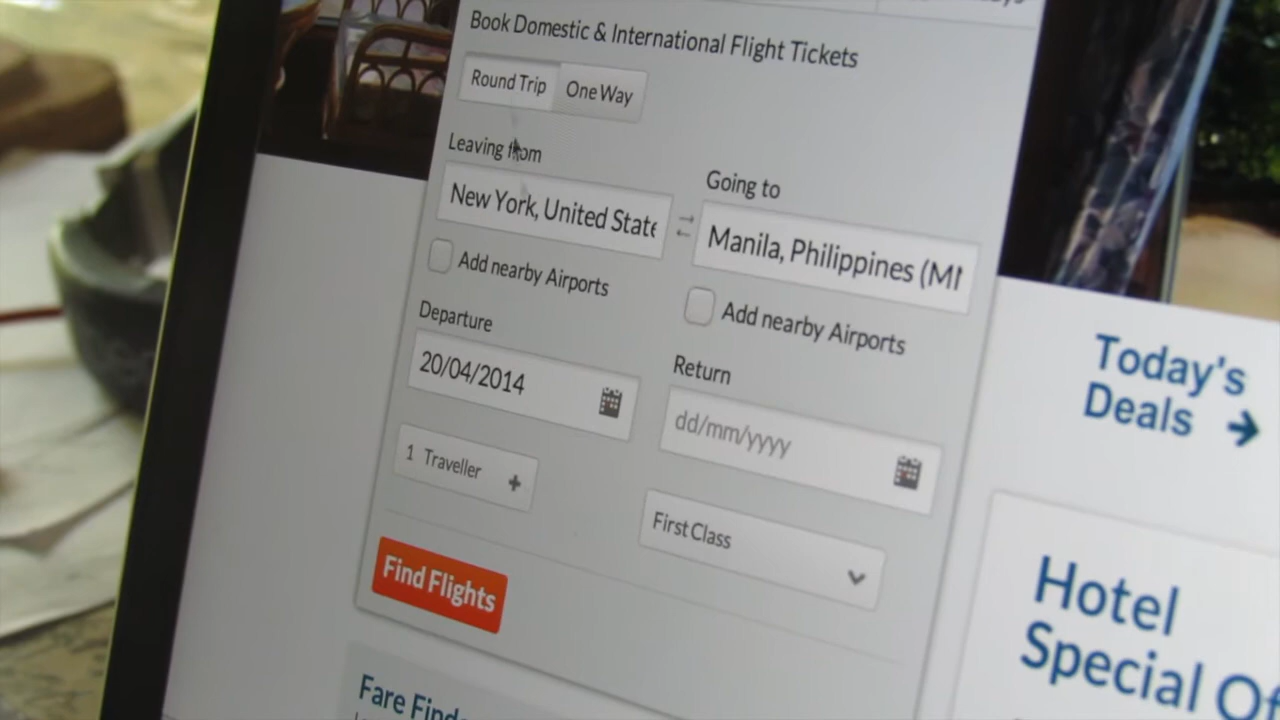 Book Domestic & International Flight Tickets
Round Trip
One Way
Leaving from
Going to
New York, United State
Manila, Philippines (M
Add nearby Airports
Add nearby Airports
Departure
Return
20/04/2014
dd/mm/yyyy
1 Traveller +
First Class
Find Flights
Today's
Deals
Hotel
Special Of
Fare Finde